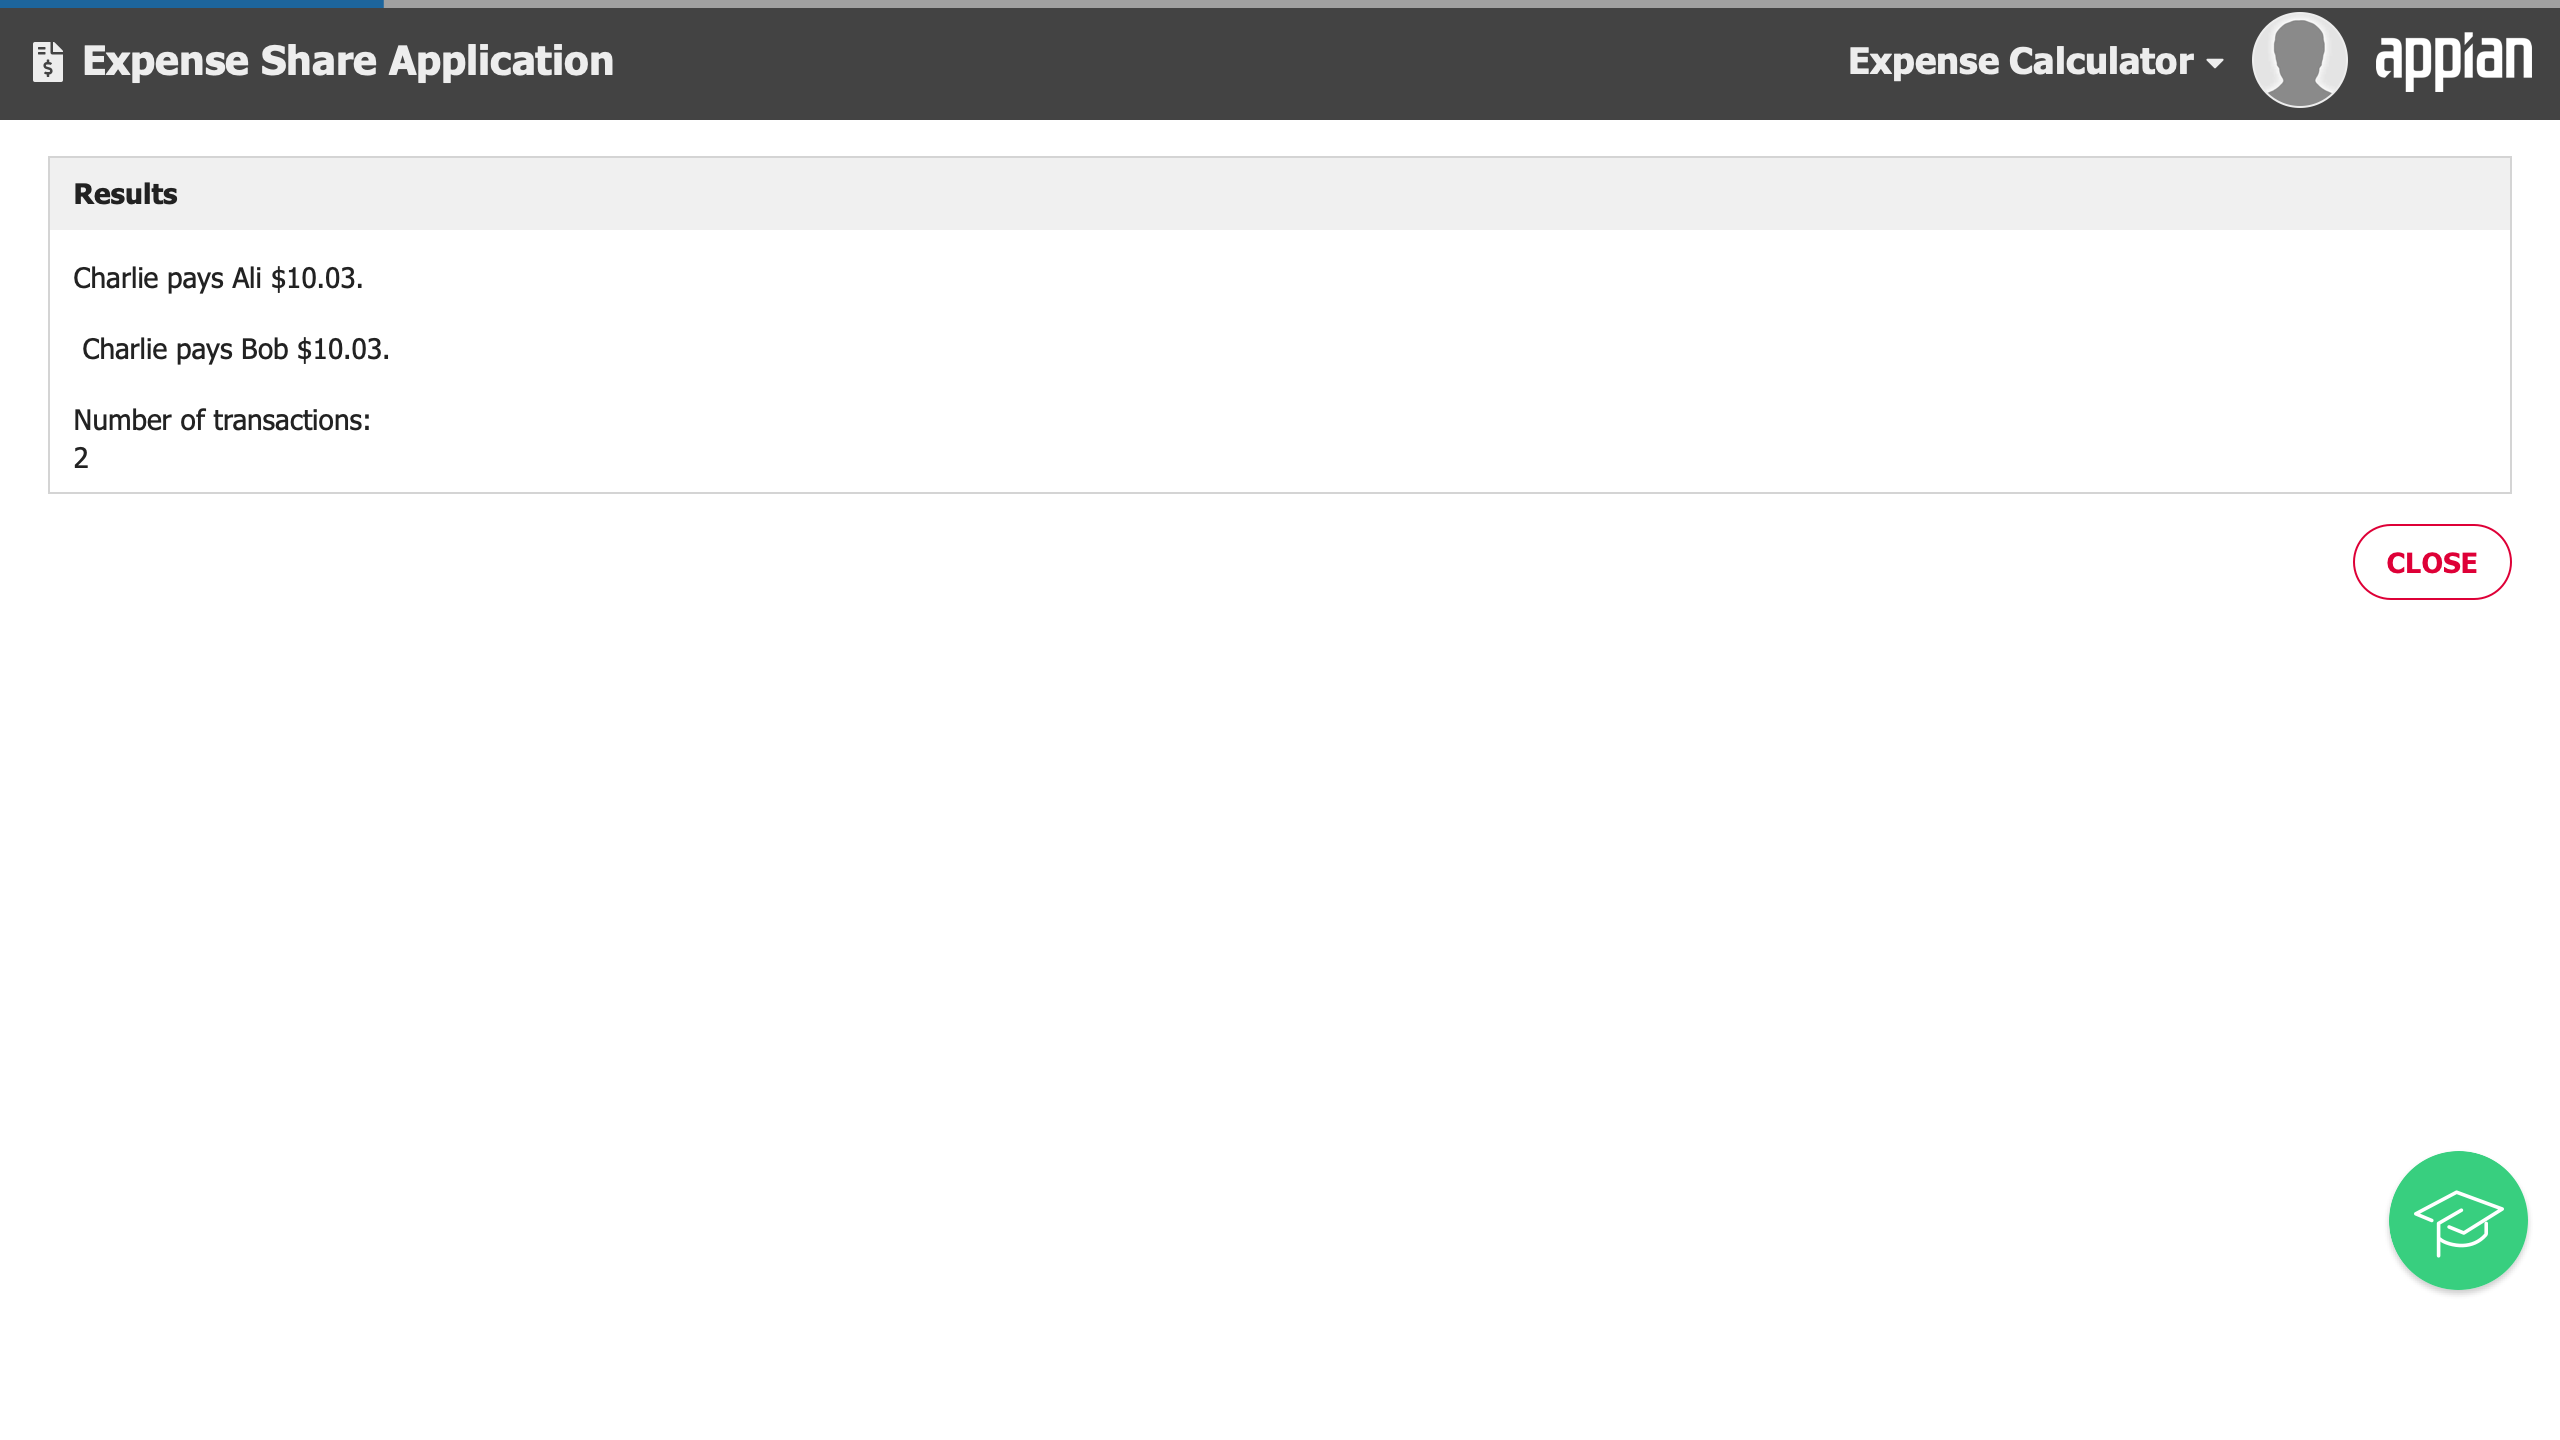 Expense Share Application
Expense Calculator
appian
Results
Charlie pays Ali $10.03.
Charlie pays Bob $10.03.
Number of transactions:
2
CLOSE